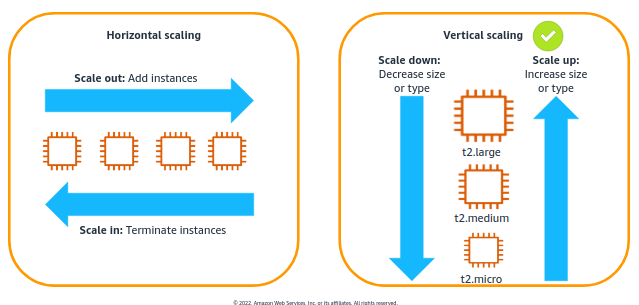 Horizontal scaling
Scale out: Add instances
Scale in: Terminate instances
Vertical scaling
Scale down:
Decrease size
or type
Scale up:
Increase size
or type
t2.large
t2.medium
t2.micro
© 2022, Amazon Web Services, Inc. or its affiliates. All rights reserved.